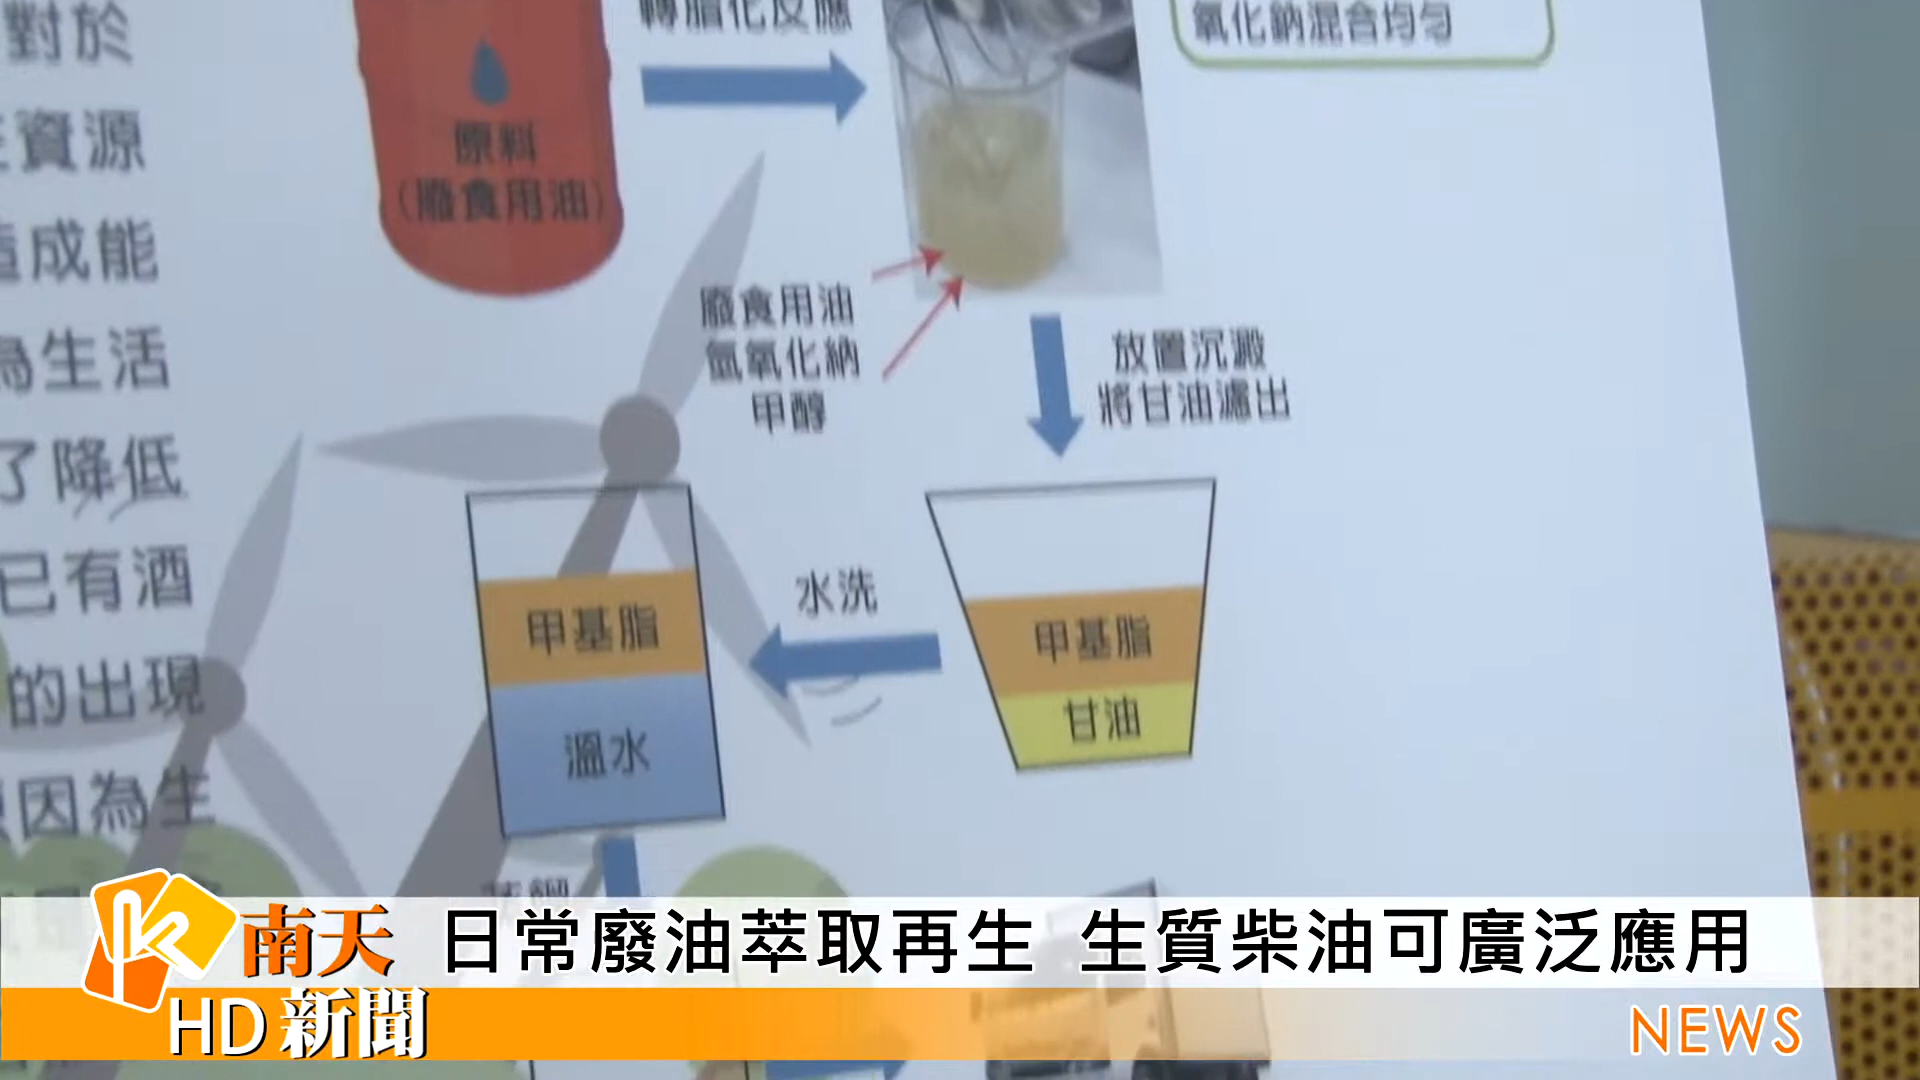 對於
資源
成能
為生活
了降低
已有酒
的出現
因為生
轉脂化反應
氧化鈉混合均勻
原料
(廢食用油)
廢食用油
氫氧化納
甲醇
放置沉澱
將甘油濾出
水洗
甲基脂
溫水
甲基脂
甘油
南天
HD新聞
日常廢油萃取再生 生質柴油可廣泛應用
NEWS